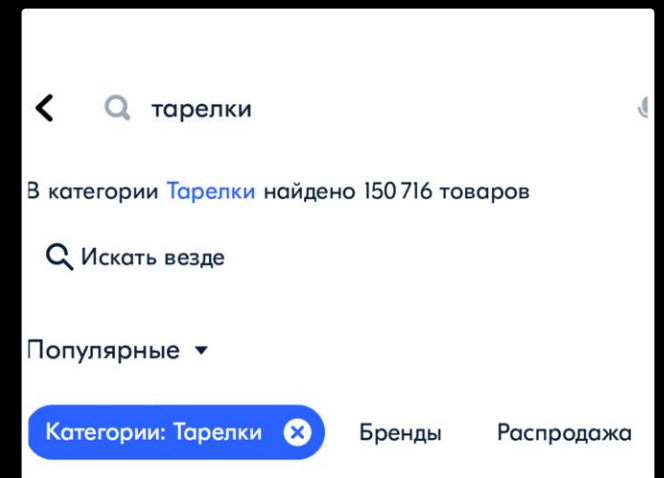 тарелки
В категории Тарелки найдено 150 716 товаров
Искать везде
Популярные
Категории: Тарелки Бренды Распродажа